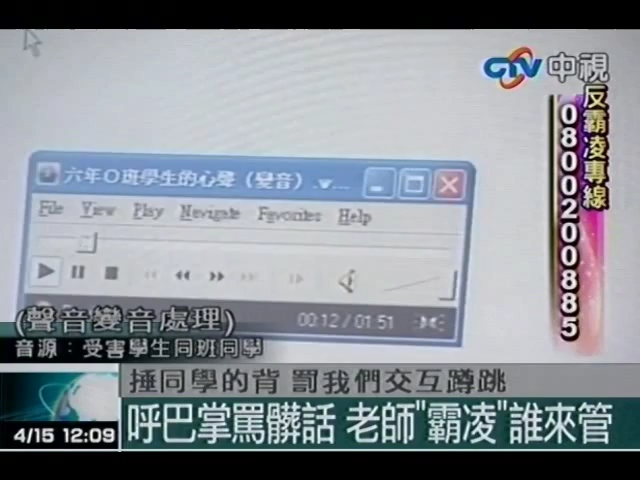 CTV中視
反霸凌專線
0800200885
六年O班學生的心聲（變音）.w...
File View Play Navigate Favorites Help
00:12 / 01:51
(聲音變音處理)
音源：受害學生同班同學
捶同學的背 罰我們交互蹲跳
呼巴掌罵髒話 老師"霸凌"誰來管
4/15 12:09